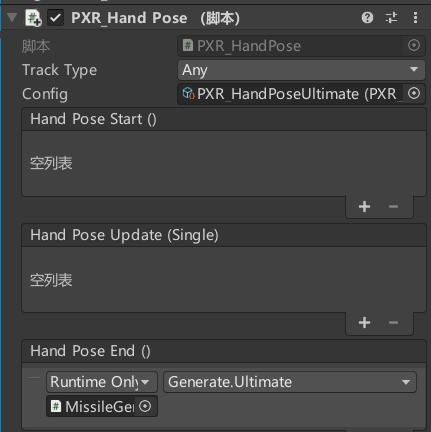 PXR_Hand Pose （脚本）
脚本 PXR_HandPose
Track Type Any
Config PXR_HandPoseUltimate (PXR_
Hand Pose Start ()
空列表
+ −
Hand Pose Update (Single)
空列表
+ −
Hand Pose End ()
Runtime Only Generate.Ultimate
MissileGen